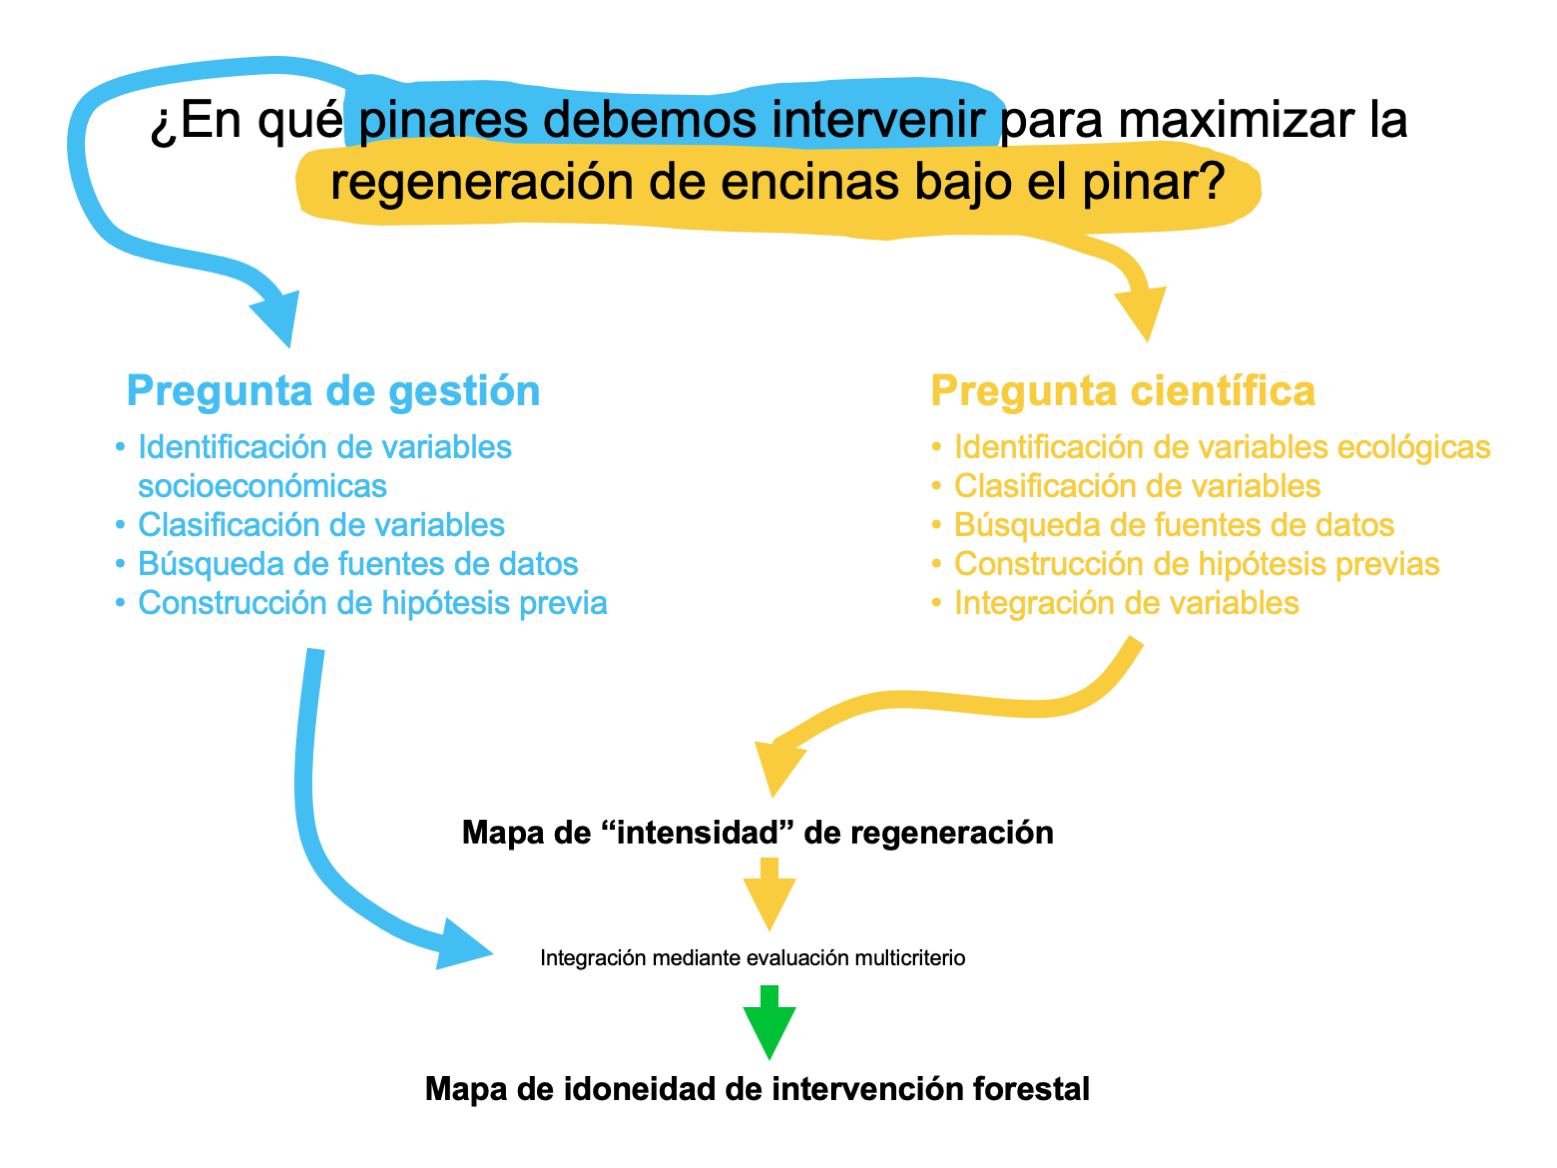 ¿En qué pinares debemos intervenir para maximizar la
regeneración de encinas bajo el pinar?
Pregunta de gestión
• Identificación de variables
socioeconómicas
• Clasificación de variables
• Búsqueda de fuentes de datos
• Construcción de hipótesis previa
Pregunta científica
• Identificación de variables ecológicas
• Clasificación de variables
• Búsqueda de fuentes de datos
• Construcción de hipótesis previas
• Integración de variables
Mapa de “intensidad” de regeneración
Integración mediante evaluación multicriterio
Mapa de idoneidad de intervención forestal